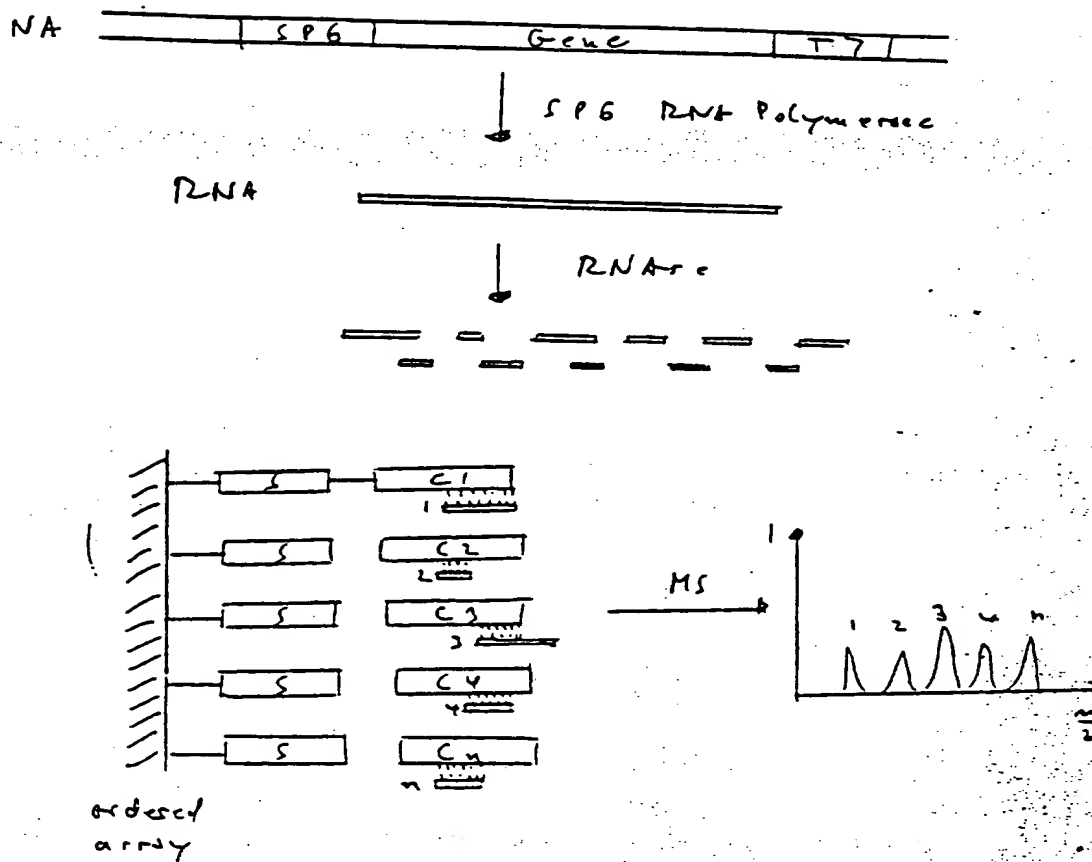 NA SP6 Gene T7
SP6 RNA Polymerase
RNA
RNAse
S C1
1
S C2
2
S C3
3
S C4
4
S Cn
n
MS
1
1 2 3 4 n
m/z
ordered
array